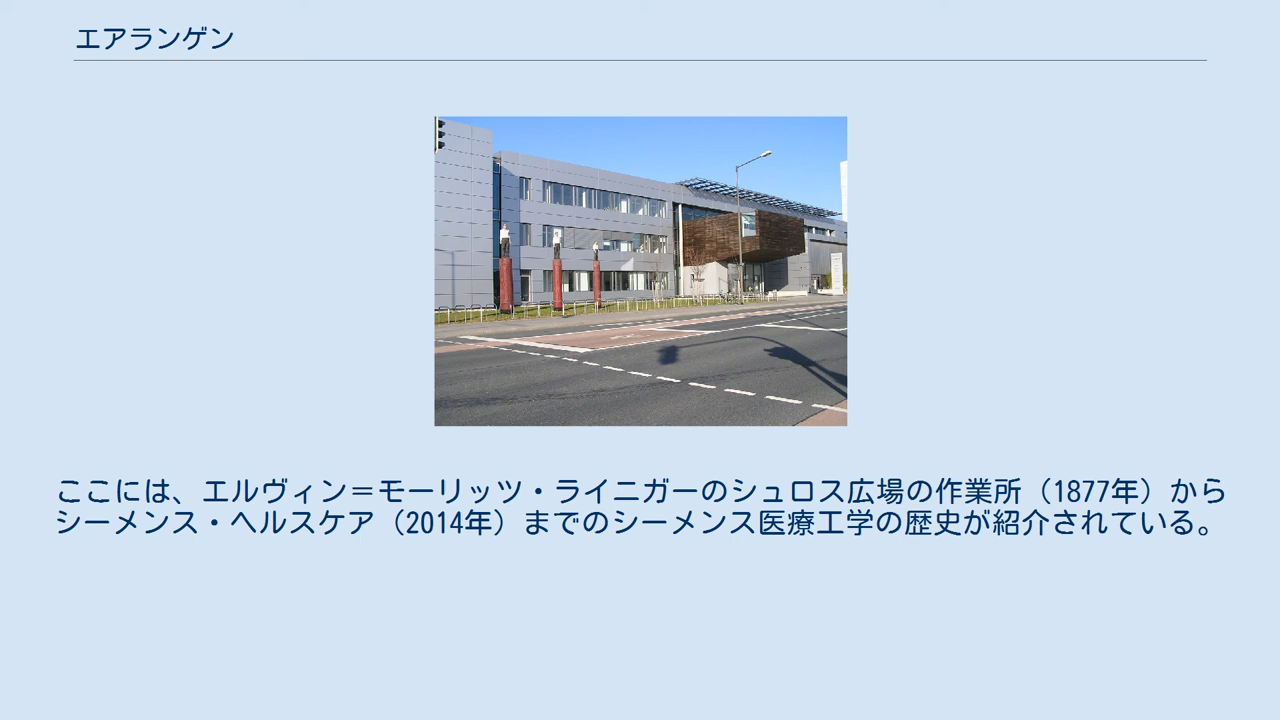 エアランゲン
ここには、エルヴィン＝モーリッツ・ライニガーのシュロス広場の作業所（1877年）から
シーメンス・ヘルスケア（2014年）までのシーメンス医療工学の歴史が紹介されている。